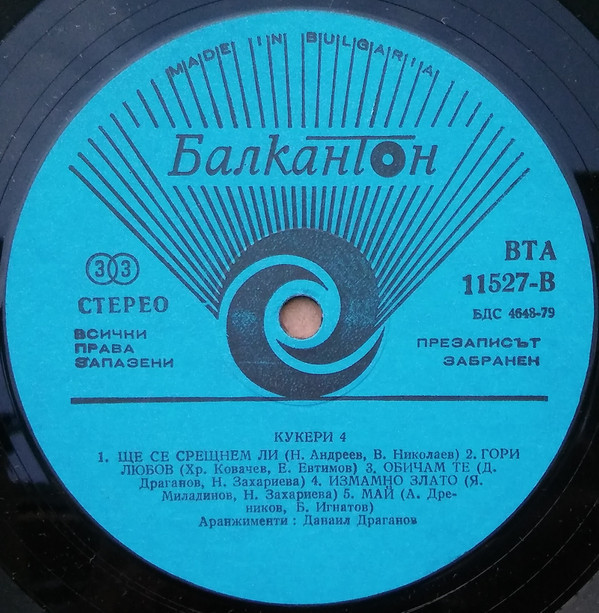 MADE IN BULGARIA
Балкантон
33
СТЕРЕО
ВСИЧКИ
ПРАВА
ЗАПАЗЕНИ
ВТА
11527-В
БДС 4648-79
ПРЕЗАПИСЪТ
ЗАБРАНЕН
КУКЕРИ 4
1. ЩЕ СЕ СРЕЩНЕМ ЛИ (Н. Андреев, В. Николаев) 2. ГОРИ
ЛЮБОВ (Хр. Ковачев, Е. Евтимов) 3. ОБИЧАМ ТЕ (Д.
Драганов, Н. Захариева) 4. ИЗМАМНО ЗЛАТО (Я.
Миладинов, Н. Захариева) 5. МАЙ (А. Дре-
ников, Б. Игнатов)
Аранжименти : Данаил Драганов